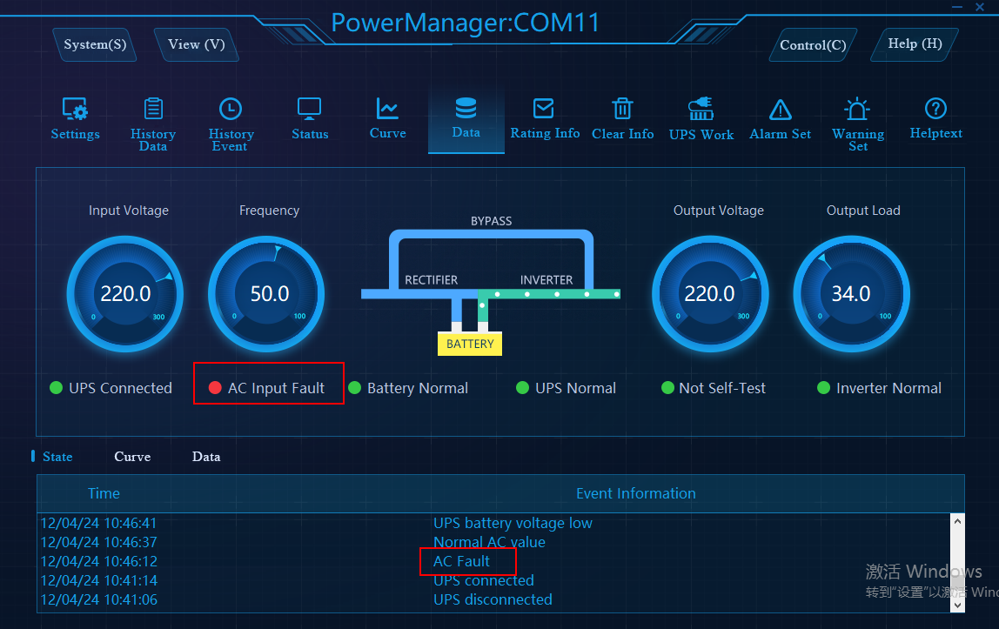 PowerManager:COM11
System(S)
View (V)
Control(C)
Help (H)
Settings
History Data
History Event
Status
Curve
Data
Rating Info
Clear Info
UPS Work
Alarm Set
Warning Set
Helptext
Input Voltage
Frequency
BYPASS
Output Voltage
Output Load
220.0
0
300
50.0
0
100
RECTIFIER
INVERTER
BATTERY
220.0
0
300
34.0
0
100
UPS Connected
AC Input Fault
Battery Normal
UPS Normal
Not Self-Test
Inverter Normal
State
Curve
Data
Time
Event Information
12/04/24 10:46:41
UPS battery voltage low
12/04/24 10:46:37
Normal AC value
12/04/24 10:46:12
AC Fault
12/04/24 10:41:14
UPS connected
12/04/24 10:41:06
UPS disconnected
激活 Windows
转到“设置”以激活 Wind